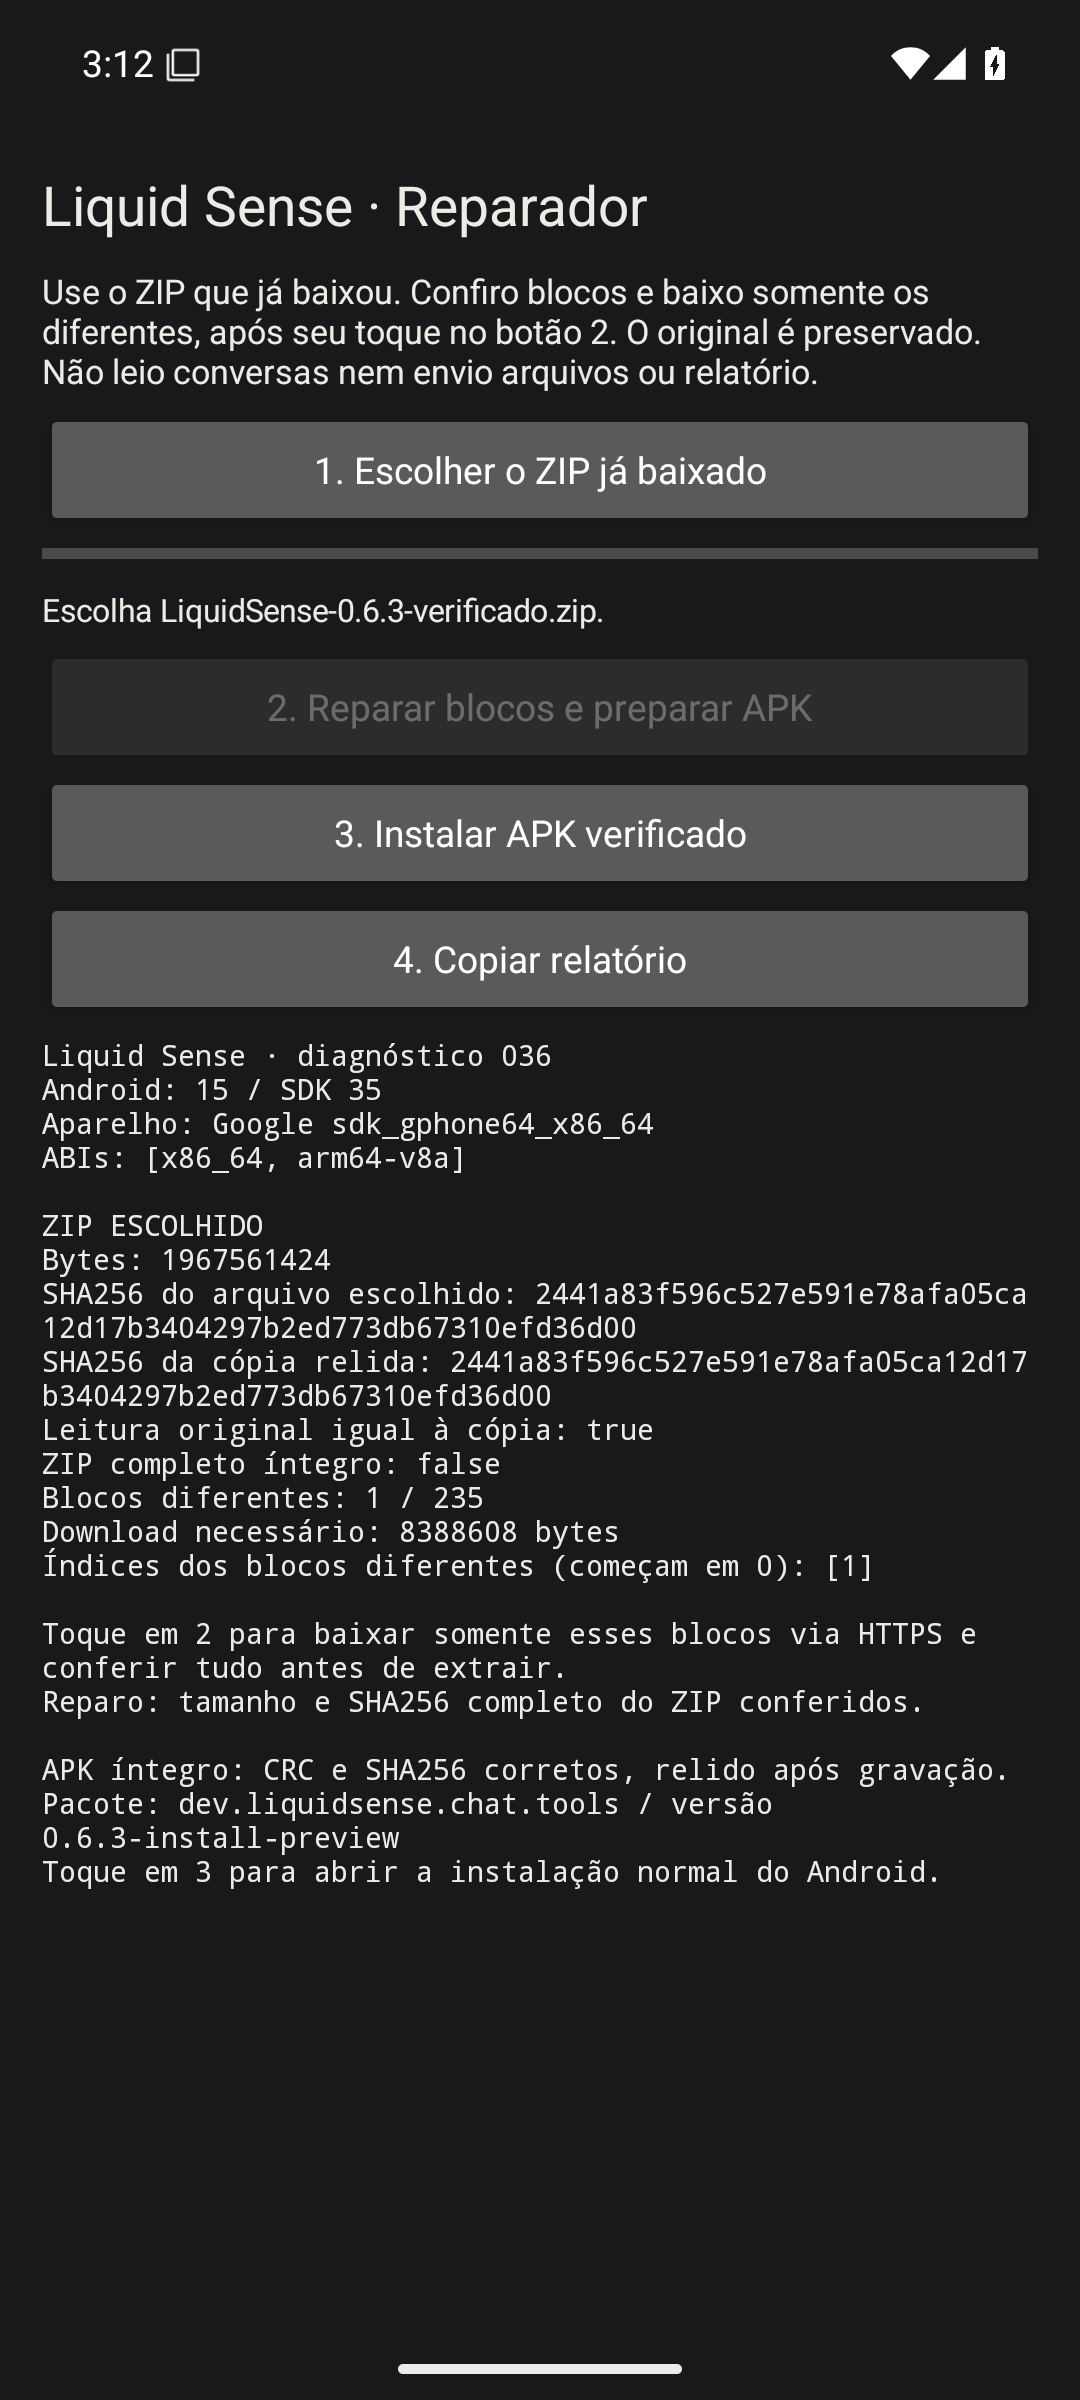 3:12
Liquid Sense · Reparador
Use o ZIP que já baixou. Confiro blocos e baixo somente os
diferentes, após seu toque no botão 2. O original é preservado.
Não leio conversas nem envio arquivos ou relatório.
1. Escolher o ZIP já baixado
Escolha LiquidSense-0.6.3-verificado.zip.
2. Reparar blocos e preparar APK
3. Instalar APK verificado
4. Copiar relatório
Liquid Sense · diagnóstico 036
Android: 15 / SDK 35
Aparelho: Google sdk_gphone64_x86_64
ABIs: [x86_64, arm64-v8a]
ZIP ESCOLHIDO
Bytes: 1967561424
SHA256 do arquivo escolhido: 2441a83f596c527e591e78afa05ca
12d17b3404297b2ed773db67310efd36d00
SHA256 da cópia relida: 2441a83f596c527e591e78afa05ca12d17
b3404297b2ed773db67310efd36d00
Leitura original igual à cópia: true
ZIP completo íntegro: false
Blocos diferentes: 1 / 235
Download necessário: 8388608 bytes
Índices dos blocos diferentes (começam em 0): [1]
Toque em 2 para baixar somente esses blocos via HTTPS e
conferir tudo antes de extrair.
Reparo: tamanho e SHA256 completo do ZIP conferidos.
APK íntegro: CRC e SHA256 corretos, relido após gravação.
Pacote: dev.liquidsense.chat.tools / versão
0.6.3-install-preview
Toque em 3 para abrir a instalação normal do Android.